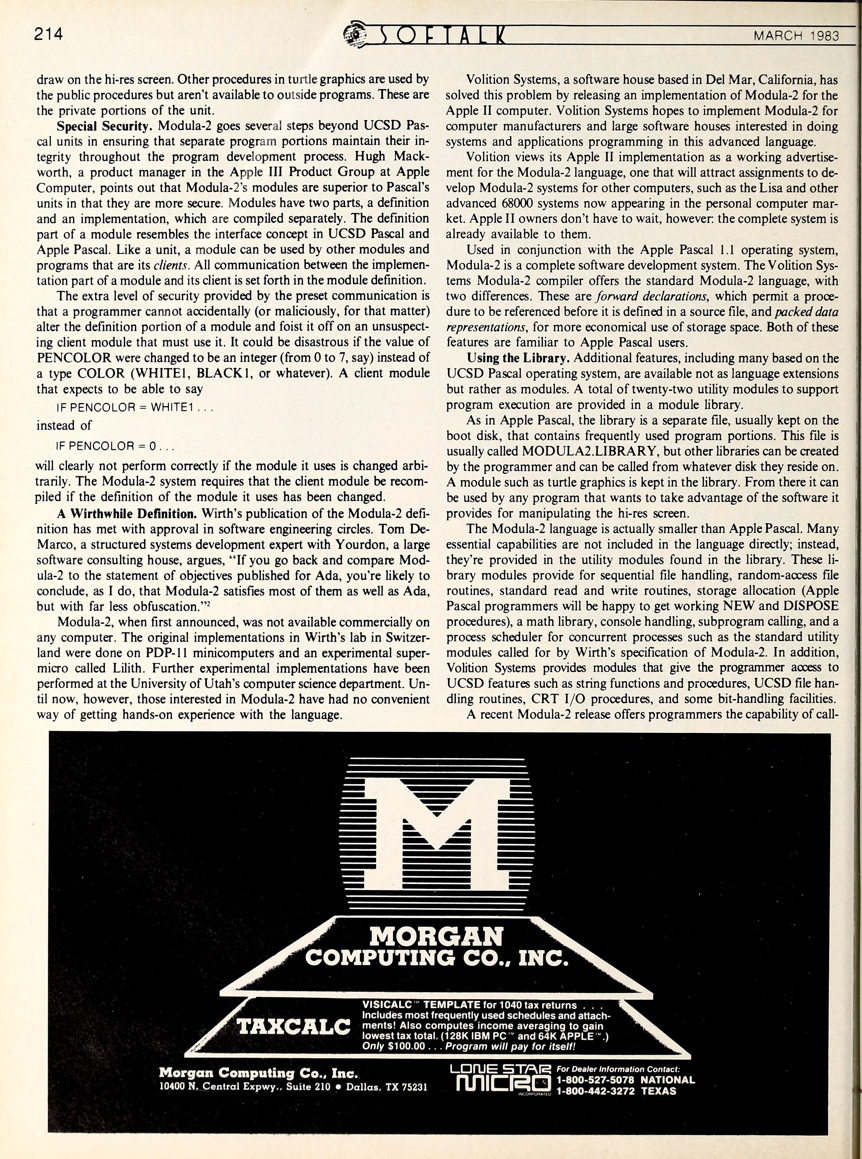 214
SOFTALK
MARCH 1983
draw on the hi-res screen. Other procedures in turtle graphics are used by
the public procedures but aren't available to outside programs. These are
the private portions of the unit.
Special Security. Modula-2 goes several steps beyond UCSD Pas-
cal units in ensuring that separate program portions maintain their in-
tegrity throughout the program development process. Hugh Mack-
worth, a product manager in the Apple III Product Group at Apple
Computer, points out that Modula-2's modules are superior to Pascal's
units in that they are more secure. Modules have two parts, a definition
and an implementation, which are compiled separately. The definition
part of a module resembles the interface concept in UCSD Pascal and
Apple Pascal. Like a unit, a module can be used by other modules and
programs that are its clients. All communication between the implemen-
tation part of a module and its client is set forth in the module definition.
The extra level of security provided by the preset communication is
that a programmer cannot accidentally (or maliciously, for that matter)
alter the definition portion of a module and foist it off on an unsuspect-
ing client module that must use it. It could be disastrous if the value of
PENCOLOR were changed to be an integer (from 0 to 7, say) instead of
a type COLOR (WHITE1, BLACK1, or whatever). A client module
that expects to be able to say
IF PENCOLOR = WHITE1 . . .
instead of
IF PENCOLOR = 0 . . .
will clearly not perform correctly if the module it uses is changed arbi-
trarily. The Modula-2 system requires that the client module be recom-
piled if the definition of the module it uses has been changed.
A Wirthwhile Definition. Wirth's publication of the Modula-2 defi-
nition has met with approval in software engineering circles. Tom De-
Marco, a structured systems development expert with Yourdon, a large
software consulting house, argues, "If you go back and compare Mod-
ula-2 to the statement of objectives published for Ada, you're likely to
conclude, as I do, that Modula-2 satisfies most of them as well as Ada,
but with far less obfuscation."2
Modula-2, when first announced, was not available commercially on
any computer. The original implementations in Wirth's lab in Switzer-
land were done on PDP-11 minicomputers and an experimental super-
micro called Lilith. Further experimental implementations have been
performed at the University of Utah's computer science department. Un-
til now, however, those interested in Modula-2 have had no convenient
way of getting hands-on experience with the language.
Volition Systems, a software house based in Del Mar, California, has
solved this problem by releasing an implementation of Modula-2 for the
Apple II computer. Volition Systems hopes to implement Modula-2 for
computer manufacturers and large software houses interested in doing
systems and applications programming in this advanced language.
Volition views its Apple II implementation as a working advertise-
ment for the Modula-2 language, one that will attract assignments to de-
velop Modula-2 systems for other computers, such as the Lisa and other
advanced 68000 systems now appearing in the personal computer mar-
ket. Apple II owners don't have to wait, however: the complete system is
already available to them.
Used in conjunction with the Apple Pascal 1.1 operating system,
Modula-2 is a complete software development system. The Volition Sys-
tems Modula-2 compiler offers the standard Modula-2 language, with
two differences. These are forward declarations, which permit a proce-
dure to be referenced before it is defined in a source file, and packed data
representations, for more economical use of storage space. Both of these
features are familiar to Apple Pascal users.
Using the Library. Additional features, including many based on the
UCSD Pascal operating system, are available not as language extensions
but rather as modules. A total of twenty-two utility modules to support
program execution are provided in a module library.
As in Apple Pascal, the library is a separate file, usually kept on the
boot disk, that contains frequently used program portions. This file is
usually called MODULA2.LIBRARY, but other libraries can be created
by the programmer and can be called from whatever disk they reside on.
A module such as turtle graphics is kept in the library. From there it can
be used by any program that wants to take advantage of the software it
provides for manipulating the hi-res screen.
The Modula-2 language is actually smaller than Apple Pascal. Many
essential capabilities are not included in the language directly; instead,
they're provided in the utility modules found in the library. These li-
brary modules provide for sequential file handling, random-access file
routines, standard read and write routines, storage allocation (Apple
Pascal programmers will be happy to get working NEW and DISPOSE
procedures), a math library, console handling, subprogram calling, and a
process scheduler for concurrent processes such as the standard utility
modules called for by Wirth's specification of Modula-2. In addition,
Volition Systems provides modules that give the programmer access to
UCSD features such as string functions and procedures, UCSD file han-
dling routines, CRT I/O procedures, and some bit-handling facilities.
A recent Modula-2 release offers programmers the capability of call-
M
MORGAN
COMPUTING CO., INC.
TAXCALC
VISICALC™ TEMPLATE for 1040 tax returns . . .
Includes most frequently used schedules and attach-
ments! Also computes income averaging to gain
lowest tax total. (128K IBM PC™ and 64K APPLE™.)
Only $100.00 . . . Program will pay for itself!
Morgan Computing Co., Inc.
10400 N. Central Expwy., Suite 210 • Dallas, TX 75231
LONE STAR
MICRO
INCORPORATED
For Dealer Information Contact:
1-800-527-5078 NATIONAL
1-800-442-3272 TEXAS